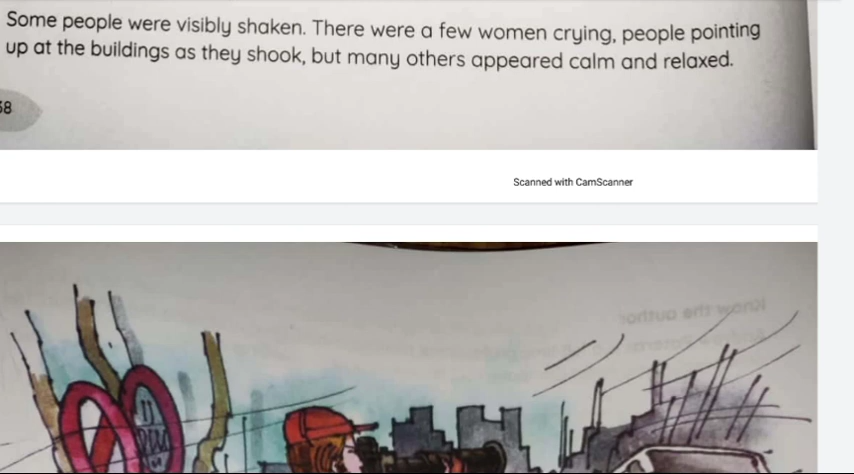 Some people were visibly shaken. There were a few women crying, people pointing
up at the buildings as they shook, but many others appeared calm and relaxed.
Scanned with CamScanner